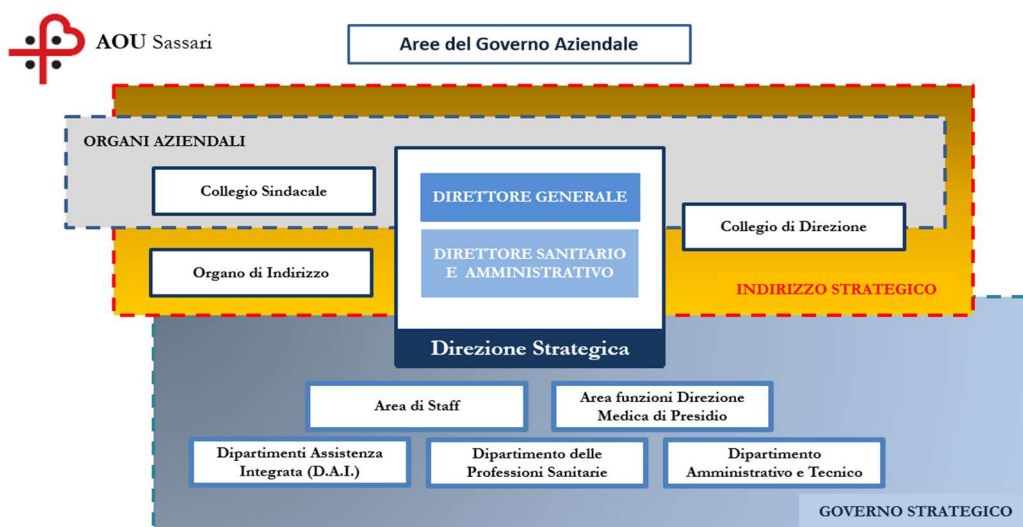 AOU Sassari
Aree del Governo Aziendale
ORGANI AZIENDALI
Collegio Sindacale
DIRETTORE GENERALE
Collegio di Direzione
DIRETTORE SANITARIO
E AMMINISTRATIVO
Organo di Indirizzo
INDIRIZZO STRATEGICO
Direzione Strategica
Area di Staff
Area funzioni Direzione
Medica di Presidio
Dipartimenti Assistenza
Integrata (D.A.I.)
Dipartimento delle
Professioni Sanitarie
Dipartimento
Amministrativo e Tecnico
GOVERNO STRATEGICO